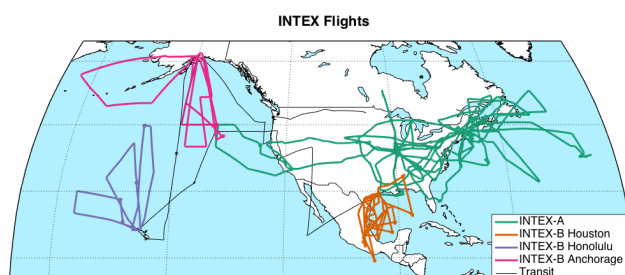 INTEX Flights
INTEX-A
INTEX-B Houston
INTEX-B Honolulu
INTEX-B Anchorage
Transit